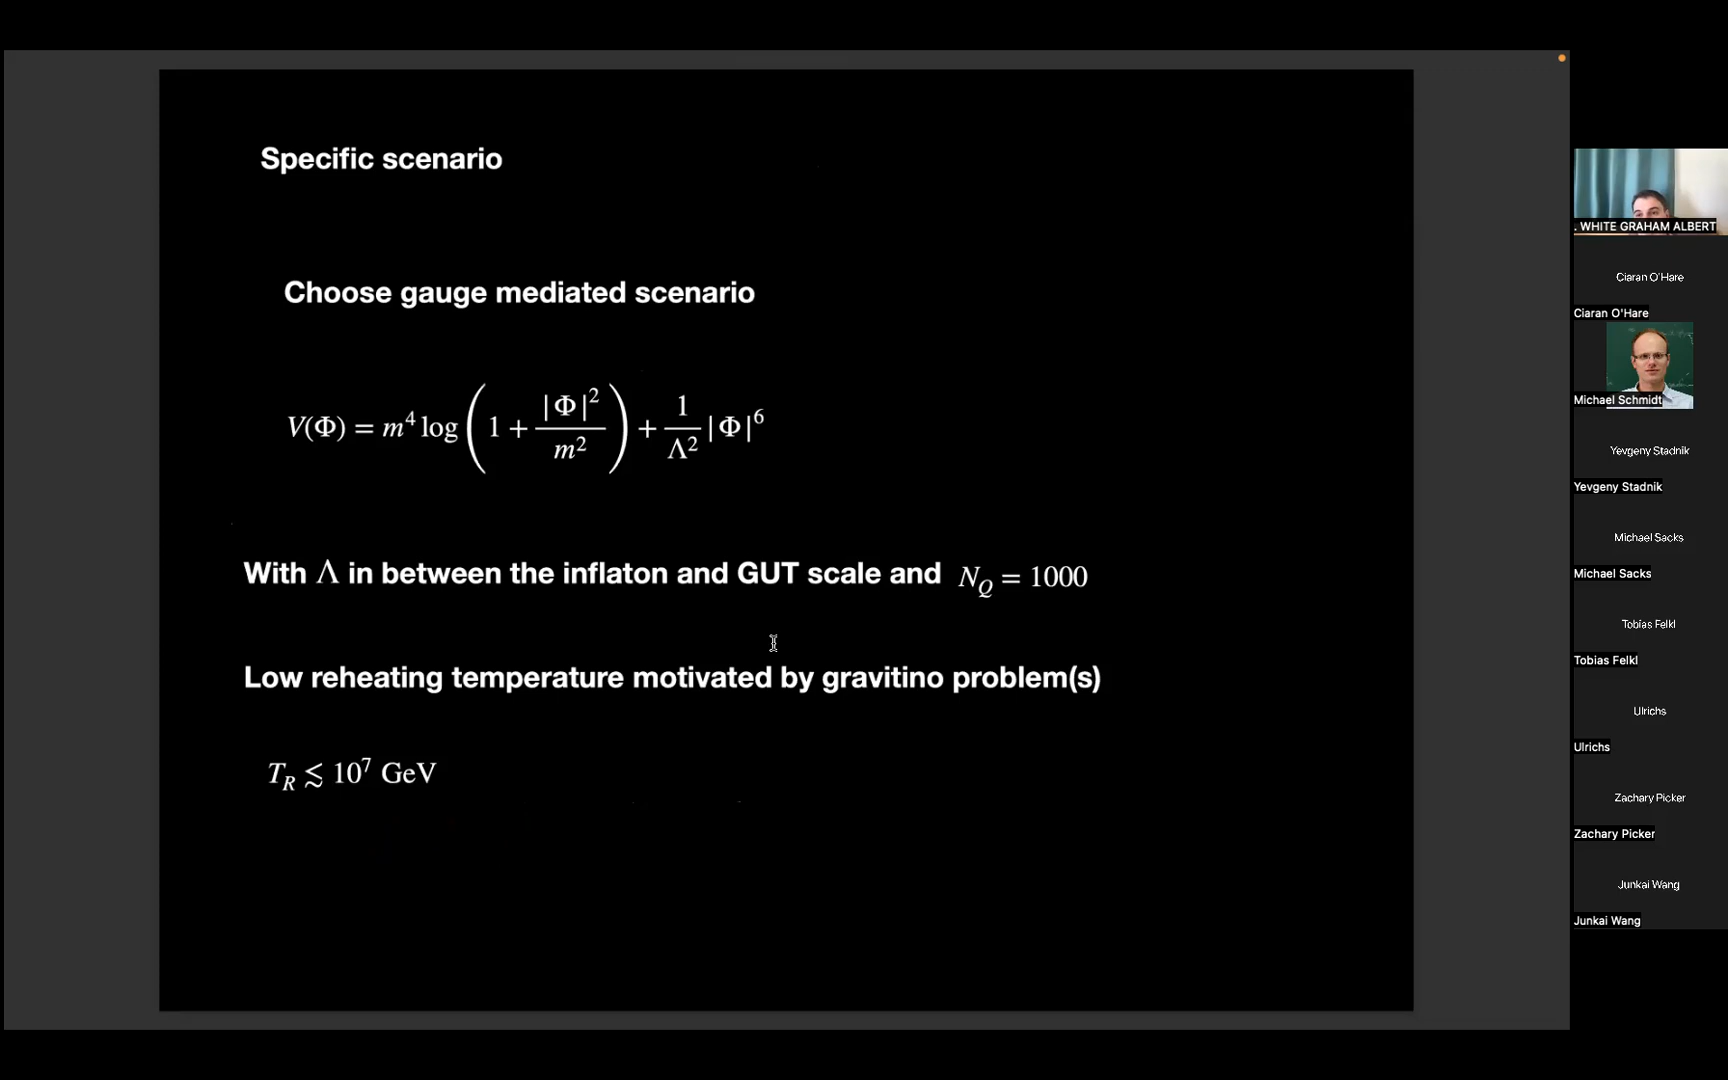 Specific scenario
Choose gauge mediated scenario
V(Φ) = m⁴ log(1 + |Φ|²/m²) + 1/Λ² |Φ|⁶
With Λ in between the inflaton and GUT scale and N_Q = 1000
Low reheating temperature motivated by gravitino problem(s)
T_R ≲ 10⁷ GeV
. WHITE GRAHAM ALBERT
Ciaran O'Hare
Ciaran O'Hare
Michael Schmidt
Yevgeny Stadnik
Yevgeny Stadnik
Michael Sacks
Michael Sacks
Tobias Felkl
Tobias Felkl
Ulrichs
Ulrichs
Zachary Picker
Zachary Picker
Junkai Wang
Junkai Wang